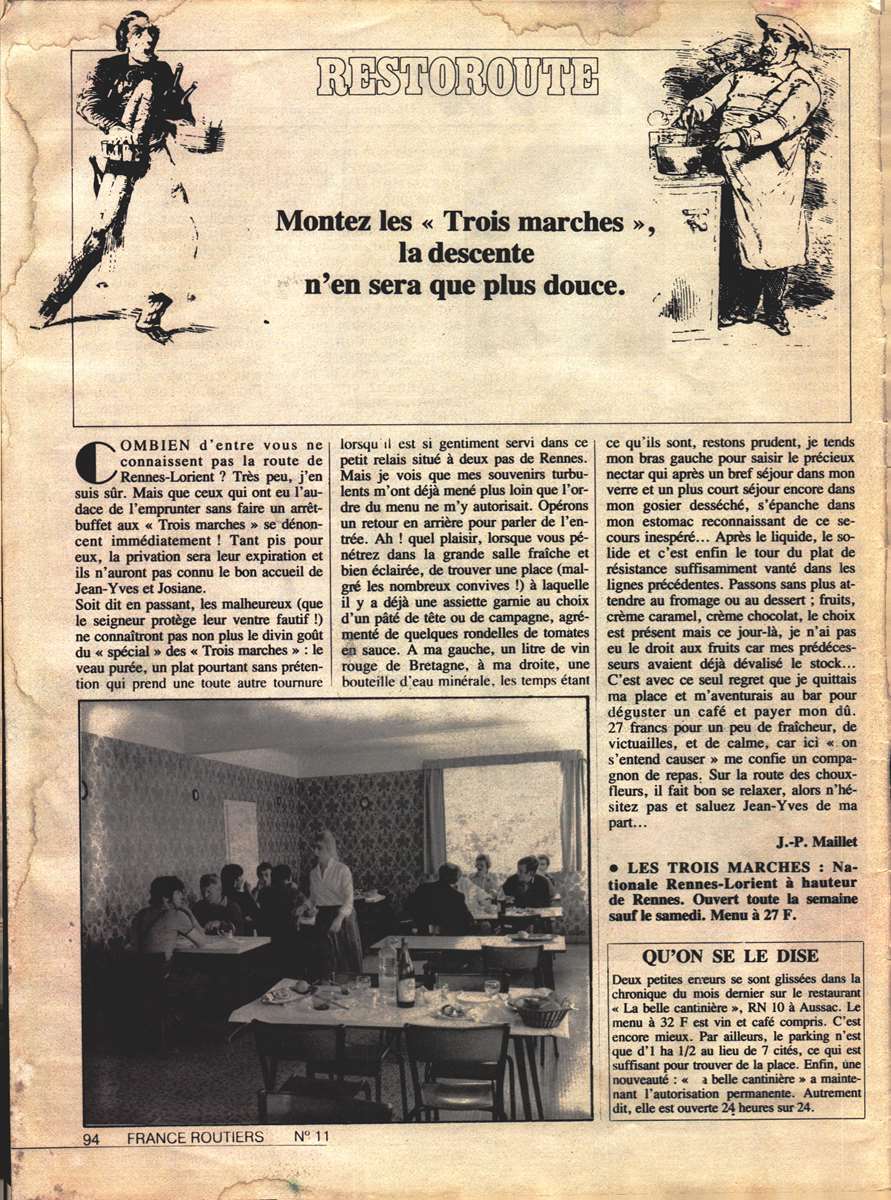 RESTOROUTE
Montez les « Trois marches »,
la descente
n'en sera que plus douce.
COMBIEN d'entre vous ne
connaissent pas la route de
Rennes-Lorient ? Très peu, j'en
suis sûr. Mais que ceux qui ont eu l'au-
dace de l'emprunter sans faire un arrêt-
buffet aux « Trois marches » se dénon-
cent immédiatement ! Tant pis pour
eux, la privation sera leur expiration et
ils n'auront pas connu le bon accueil de
Jean-Yves et Josiane.
Soit dit en passant, les malheureux (que
le seigneur protège leur ventre fautif !)
ne connaîtront pas non plus le divin goût
du « spécial » des « Trois marches » : le
veau purée, un plat pourtant sans préten-
tion qui prend une toute autre tournure
lorsqu'il est si gentiment servi dans ce
petit relais situé à deux pas de Rennes.
Mais je vois que mes souvenirs turbu-
lents m'ont déjà mené plus loin que l'or-
dre du menu ne m'y autorisait. Opérons
un retour en arrière pour parler de l'en-
trée. Ah ! quel plaisir, lorsque vous pé-
nétrez dans la grande salle fraîche et
bien éclairée, de trouver une place (mal-
gré les nombreux convives !) à laquelle
il y a déjà une assiette garnie au choix
d'un pâté de tête ou de campagne, agré-
menté de quelques rondelles de tomates
en sauce. A ma gauche, un litre de vin
rouge de Bretagne, à ma droite, une
bouteille d'eau minérale, les temps étant
ce qu'ils sont, restons prudent, je tends
mon bras gauche pour saisir le précieux
nectar qui après un bref séjour dans mon
verre et un plus court séjour encore dans
mon gosier desséché, s'épanche dans
mon estomac reconnaissant de ce se-
cours inespéré... Après le liquide, le so-
lide et c'est enfin le tour du plat de
résistance suffisamment vanté dans les
lignes précédentes. Passons sans plus at-
tendre au fromage ou au dessert ; fruits,
crème caramel, crème chocolat, le choix
est présent mais ce jour-là, je n'ai pas
eu le droit aux fruits car mes prédéces-
seurs avaient déjà dévalisé le stock...
C'est avec ce seul regret que je quittais
ma place et m'aventurais au bar pour
déguster un café et payer mon dû.
27 francs pour un peu de fraîcheur, de
victuailles, et de calme, car ici « on
s'entend causer » me confie un compa-
gnon de repas. Sur la route des choux-
fleurs, il fait bon se relaxer, alors n'hé-
sitez pas et saluez Jean-Yves de ma
part...
J.-P. Maillet
● LES TROIS MARCHES : Na-
tionale Rennes-Lorient à hauteur
de Rennes. Ouvert toute la semaine
sauf le samedi. Menu à 27 F.
QU'ON SE LE DISE
Deux petites erreurs se sont glissées dans la
chronique du mois dernier sur le restaurant
« La belle cantinière », RN 10 à Aussac. Le
menu à 32 F est vin et café compris. C'est
encore mieux. Par ailleurs, le parking n'est
que d'1 ha 1/2 au lieu de 7 cités, ce qui est
suffisant pour trouver de la place. Enfin, une
nouveauté : « a belle cantinière » a mainte-
nant l'autorisation permanente. Autrement
dit, elle est ouverte 24 heures sur 24.
94 FRANCE ROUTIERS N° 11